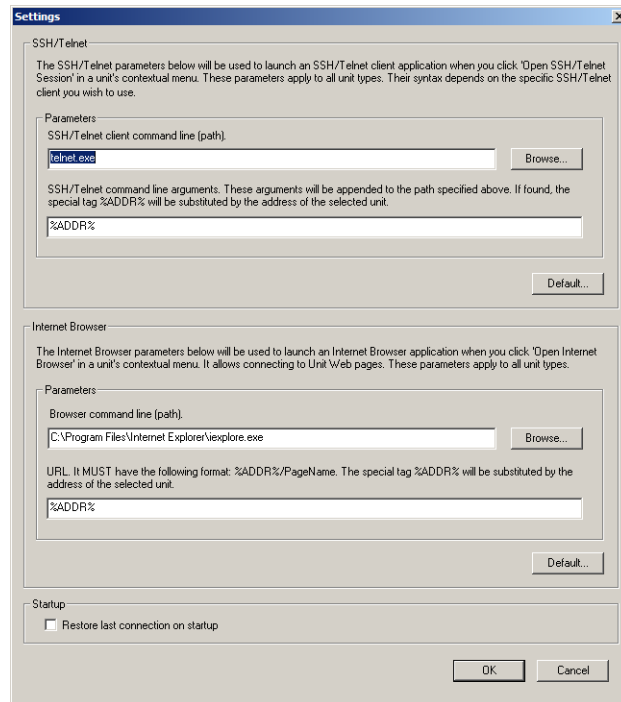 Settings
SSH/Telnet
The SSH/Telnet parameters below will be used to launch an SSH/Telnet client application when you click 'Open SSH/Telnet
Session' in a unit's contextual menu. These parameters apply to all unit types. Their syntax depends on the specific SSH/Telnet
client you wish to use.
Parameters
SSH/Telnet client command line (path).
telnet.exe
Browse...
SSH/Telnet command line arguments. These arguments will be appended to the path specified above. If found, the
special tag %ADDR% will be substituted by the address of the selected unit.
%ADDR%
Default...
Internet Browser
The Internet Browser parameters below will be used to launch an Internet Browser application when you click 'Open Internet
Browser' in a unit's contextual menu. It allows connecting to Unit Web pages. These parameters apply to all unit types.
Parameters
Browser command line (path).
C:\Program Files\Internet Explorer\iexplore.exe
Browse...
URL. It MUST have the following format: %ADDR%/PageName. The special tag %ADDR% will be substituted by the
address of the selected unit.
%ADDR%
Default...
Startup
Restore last connection on startup
OK
Cancel